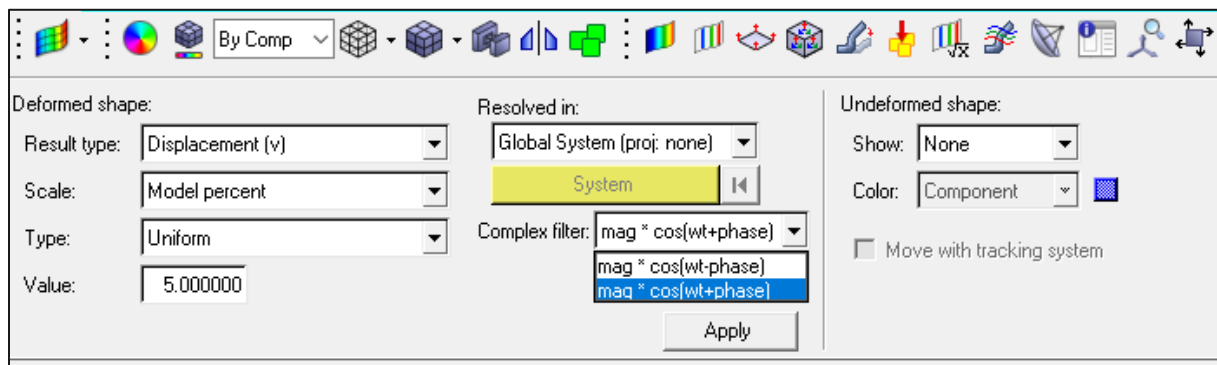 By Comp
Deformed shape:
Result type: Displacement (v)
Scale: Model percent
Type: Uniform
Value: 5.000000
Resolved in:
Global System (proj: none)
System
Complex filter: mag * cos(wt+phase)
mag * cos(wt-phase)
mag * cos(wt+phase)
Apply
Undeformed shape:
Show: None
Color: Component
Move with tracking system